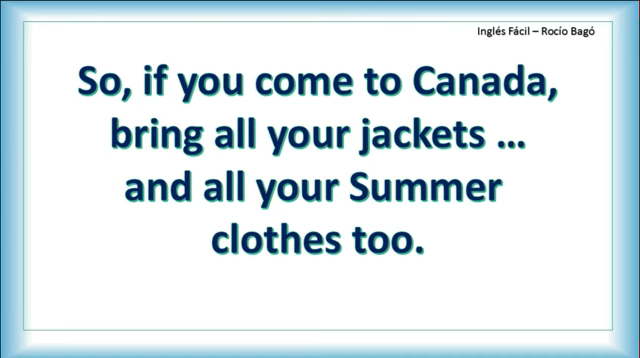 Inglés Fácil – Rocío Bagó
So, if you come to Canada,
bring all your jackets ...
and all your Summer
clothes too.